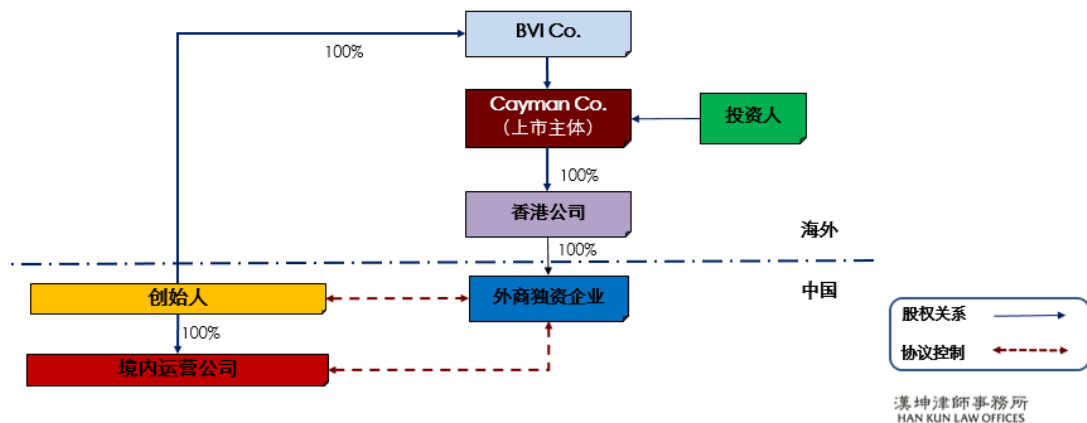 BVI Co.
100%
Cayman Co.
（上市主体）
投资人
100%
香港公司
海外
100%
中国
创始人
外商独资企业
100%
境内运营公司
股权关系
协议控制
漢坤律師事務所
HAN KUN LAW OFFICES